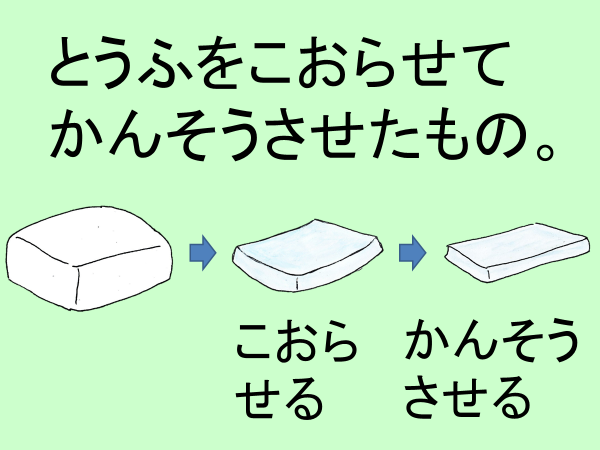 とうふをこおらせて
かんそうさせたもの。
こおら
せる
かんそう
させる